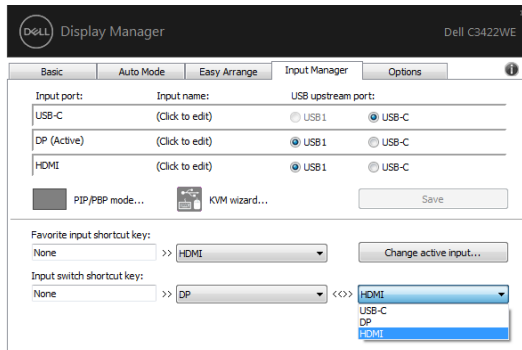 DELL Display Manager Dell C3422WE
Basic Auto Mode Easy Arrange Input Manager Options
Input port: Input name: USB upstream port:
USB-C (Click to edit) USB1 USB-C
DP (Active) (Click to edit) USB1 USB-C
HDMI (Click to edit) USB1 USB-C
PIP/PBP mode... KVM wizard... Save
Favorite input shortcut key:
None >> HDMI Change active input...
Input switch shortcut key:
None >> DP <<>> HDMI
USB-C
DP
HDMI